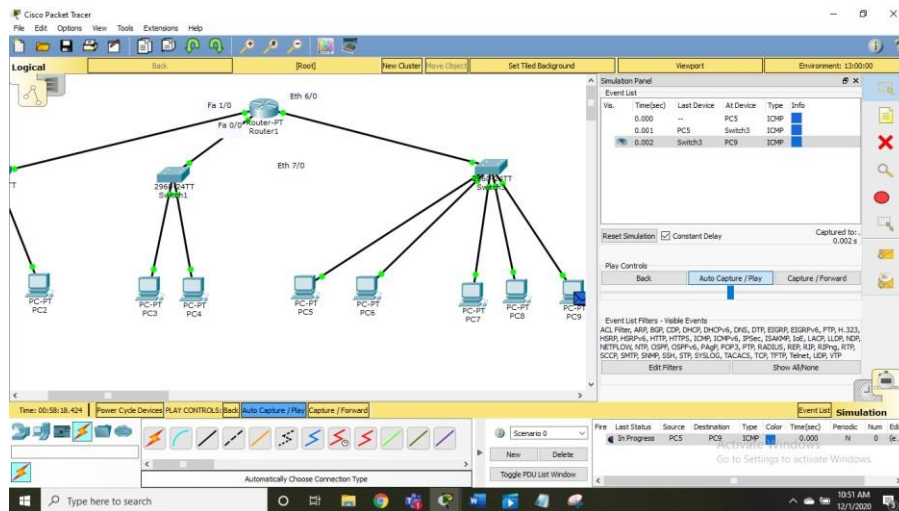 Cisco Packet Tracer
File Edit Options View Tools Extensions Help
Logical Back [Root] New Cluster Move Object Set Tiled Background Viewport Environment: 13:00:00
Fa 1/0
Eth 6/0
Fa 0/0
Router-PT
Router1
Eth 7/0
2960-24TT
Switch1
PC-PT
PC2
PC-PT
PC3
PC-PT
PC4
PC-PT
PC5
PC-PT
PC6
PC-PT
PC7
PC-PT
PC8
PC-PT
PC9
Simulation Panel
Event List
Vis. Time(sec) Last Device At Device Type Info
0.000 -- PC5 ICMP
0.001 PC5 Switch3 ICMP
0.002 Switch3 PC9 ICMP
Reset Simulation Constant Delay Captured to:
0.002 s
Play Controls
Back Auto Capture / Play Capture / Forward
Event List Filters - Visible Events
ACL Filter, ARP, BGP, CDP, DHCP, DHCPv6, DNS, DTP, EIGRP, EIGRPv6, FTP, H.323,
HSRP, HSRPv6, HTTP, HTTPS, ICMP, ICMPv6, IPSec, ISAKMP, IoE, LACP, LLDP, NDP,
NETFLOW, NTP, OSPF, OSPFv6, PAgP, POP3, PTP, RADIUS, REP, RIP, RIPng, RTP,
SCCP, SMTP, SNMP, SSH, STP, SYSLOG, TACACS, TCP, TFTP, Telnet, UDP, VTP
Edit Filters Show All/None
Time: 00:58:18.424 Power Cycle Devices PLAY CONTROLS: Back Auto Capture / Play Capture / Forward Event List Simulation
Scenario 0
New Delete
Toggle PDU List Window
Fire Last Status Source Destination Type Color Time(sec) Periodic Num Edi
In Progress PC5 PC9 ICMP 0.000 N 0 (e..
Activate Windows
Go to Settings to activate Windows.
Automatically Choose Connection Type
Type here to search
10:51 AM
12/1/2020